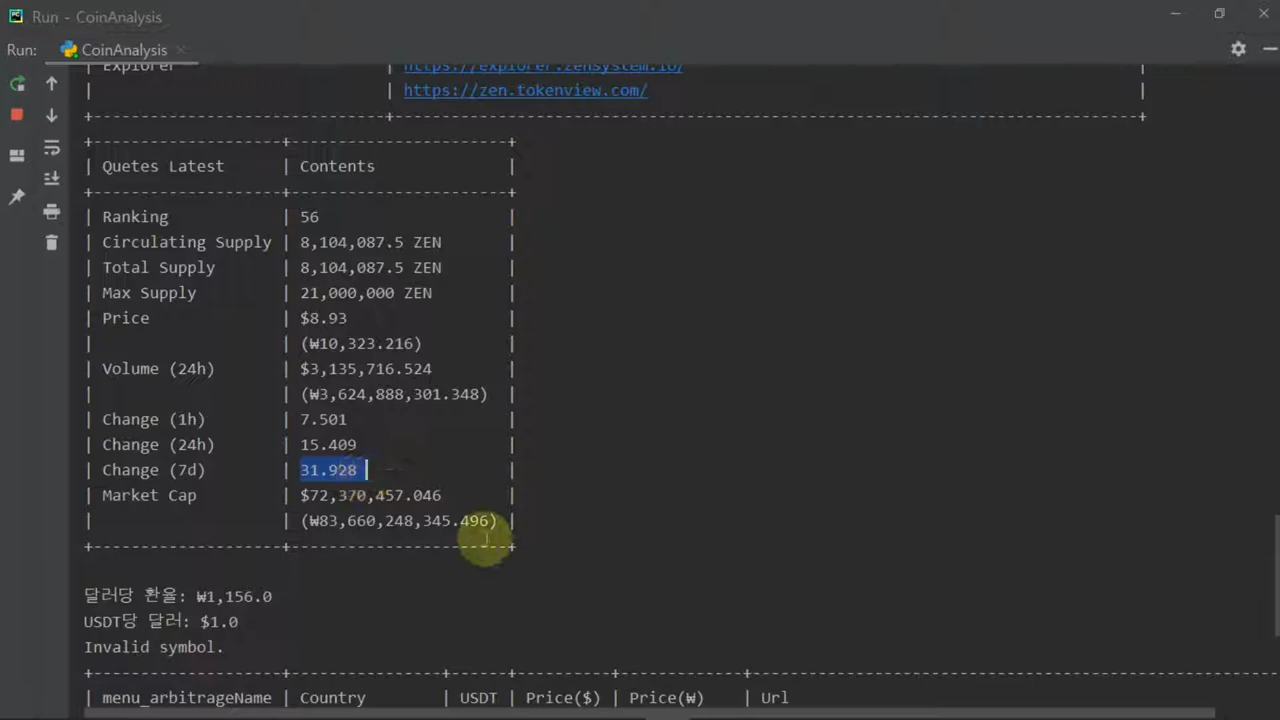 Run - CoinAnalysis
Run: CoinAnalysis
| Explorer | https://explorer.zensystem.io/ |
| | https://zen.tokenview.com/ |
| Quetes Latest | Contents |
| Ranking | 56 |
| Circulating Supply | 8,104,087.5 ZEN |
| Total Supply | 8,104,087.5 ZEN |
| Max Supply | 21,000,000 ZEN |
| Price | $8.93 |
| | (₩10,323.216) |
| Volume (24h) | $3,135,716.524 |
| | (₩3,624,888,301.348) |
| Change (1h) | 7.501 |
| Change (24h) | 15.409 |
| Change (7d) | 31.928 |
| Market Cap | $72,370,457.046 |
| | (₩83,660,248,345.496) |
달러당 환율: ₩1,156.0
USDT당 달러: $1.0
Invalid symbol.
| menu_arbitrageName | Country | USDT | Price($) | Price(₩) | Url